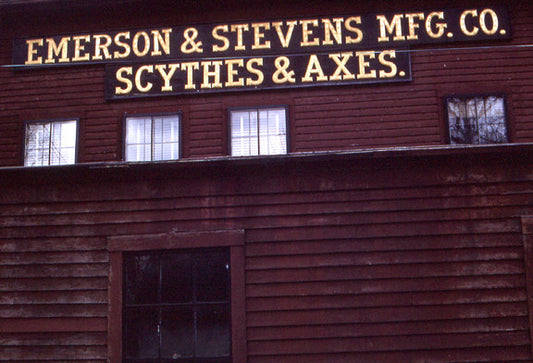 EMERSON & STEVENS MFG. CO.
SCYTHES & AXES.